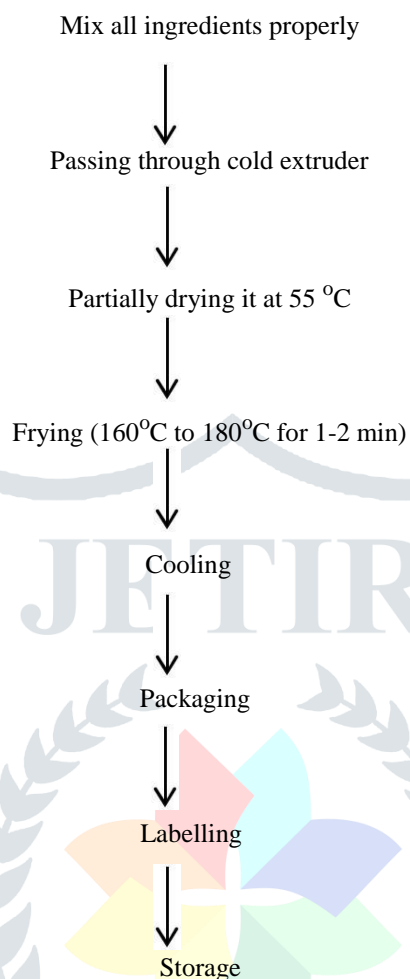 Mix all ingredients properly
Passing through cold extruder
Partially drying it at 55 °C
Frying (160°C to 180°C for 1-2 min)
JETIR
Cooling
Packaging
Labelling
Storage